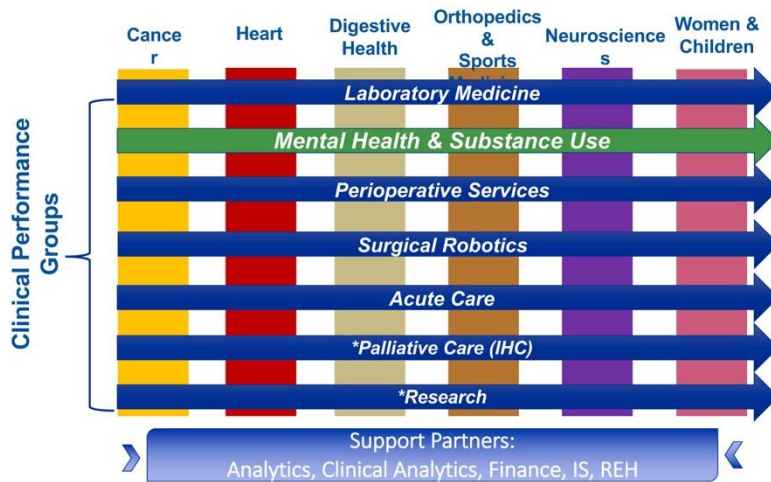 Cance
r
Heart
Digestive
Health
Orthopedics
&
Sports
Medicine
Neuroscience
s
Women
& Children
Clinical Performance
Groups
Laboratory Medicine
Mental Health & Substance Use
Perioperative Services
Surgical Robotics
Acute Care
*Palliative Care (IHC)
*Research
Support Partners:
Analytics, Clinical Analytics, Finance, IS, REH